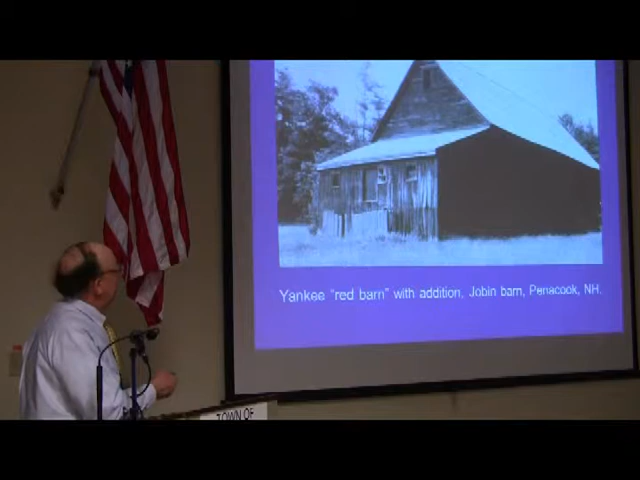 Yankee "red barn" with addition, Jobin barn, Penacook, NH.
TOWN OF